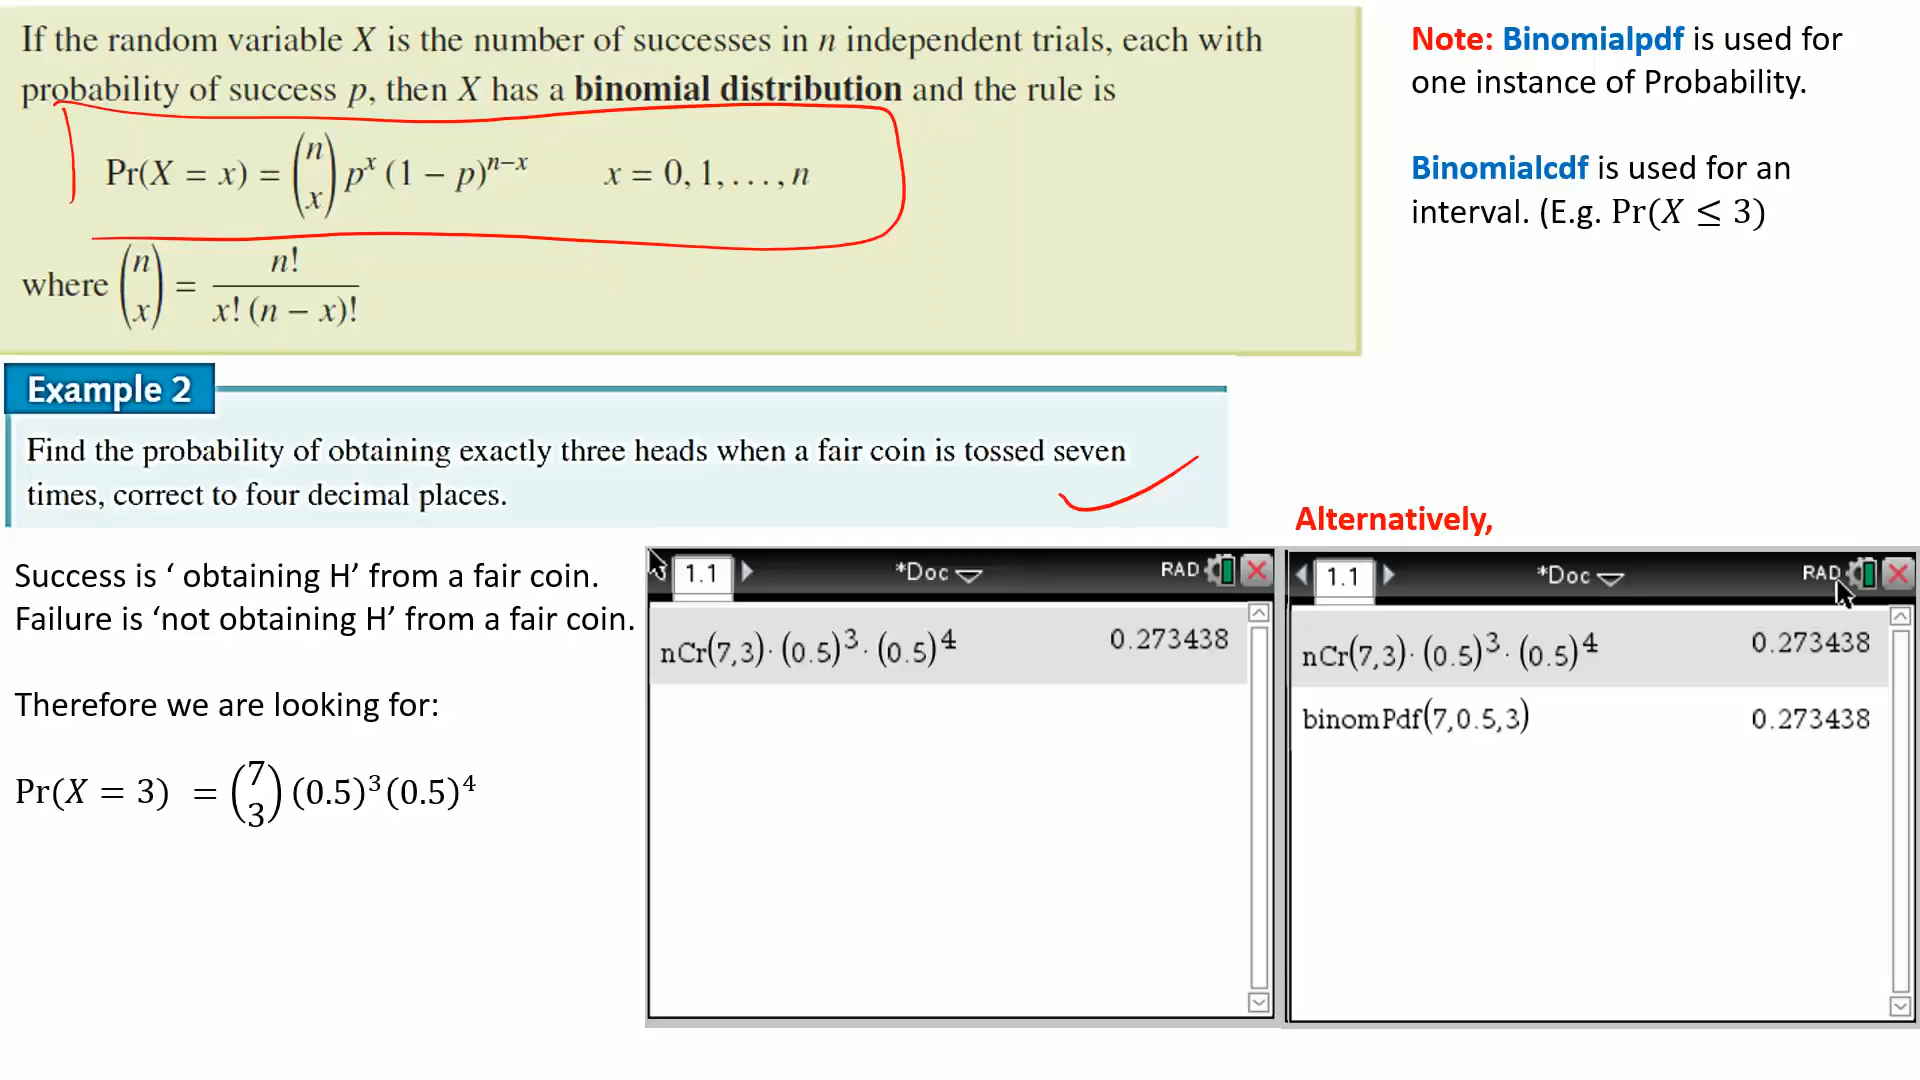 If the random variable X is the number of successes in n independent trials, each with
probability of success p, then X has a binomial distribution and the rule is
Pr(X = x) = (n x) p^x (1 − p)^{n−x}    x = 0, 1, . . . , n
where (n x) = n! / x! (n − x)!
Note: Binomialpdf is used for
one instance of Probability.
Binomialcdf is used for an
interval. (E.g. Pr(X ≤ 3)
Example 2
Find the probability of obtaining exactly three heads when a fair coin is tossed seven
times, correct to four decimal places.
Success is ‘ obtaining H’ from a fair coin.
Failure is ‘not obtaining H’ from a fair coin.
Therefore we are looking for:
Pr(X = 3) = (7 3) (0.5)^3 (0.5)^4
1.1 *Doc RAD
nCr(7,3)·(0.5)^3·(0.5)^4 0.273438
Alternatively,
1.1 *Doc RAD
nCr(7,3)·(0.5)^3·(0.5)^4 0.273438
binomPdf(7,0.5,3) 0.273438